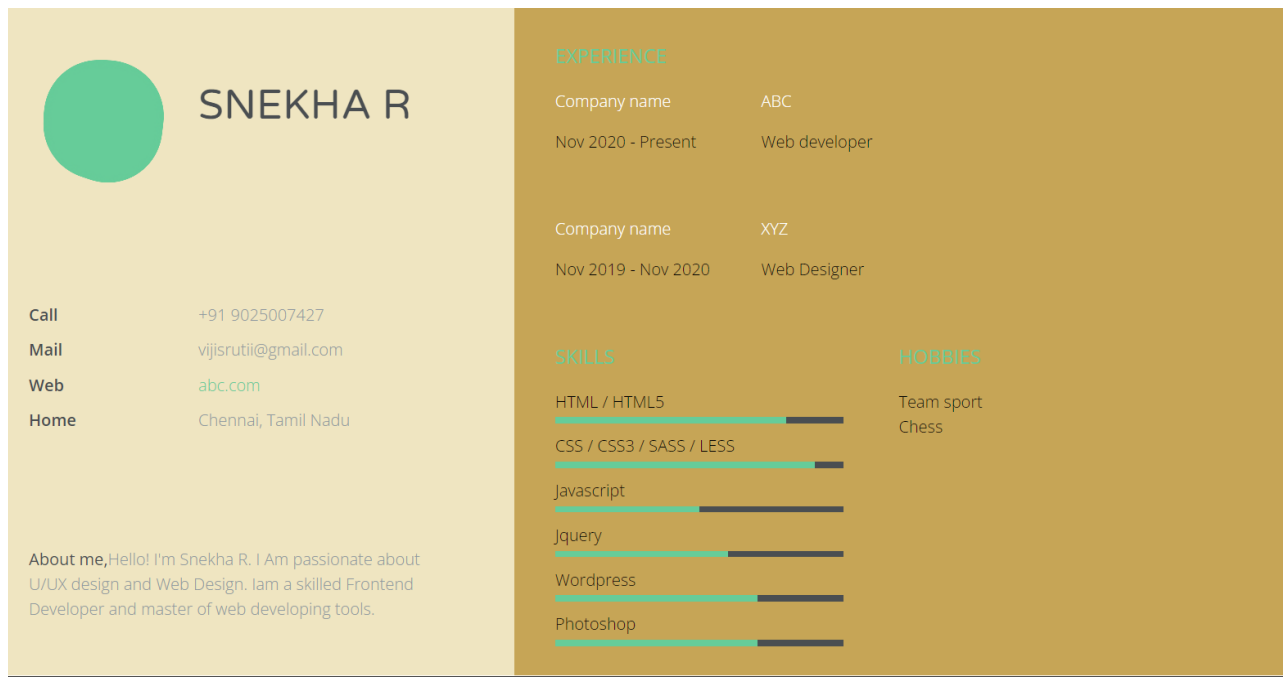 SNEKHA R
Call +91 9025007427
Mail vijisrutii@gmail.com
Web abc.com
Home Chennai, Tamil Nadu
About me,Hello! I'm Snekha R. I Am passionate about
U/UX design and Web Design. Iam a skilled Frontend
Developer and master of web developing tools.
EXPERIENCE
Company name ABC
Nov 2020 - Present Web developer
Company name XYZ
Nov 2019 - Nov 2020 Web Designer
SKILLS
HTML / HTML5
CSS / CSS3 / SASS / LESS
Javascript
Jquery
Wordpress
Photoshop
HOBBIES
Team sport
Chess